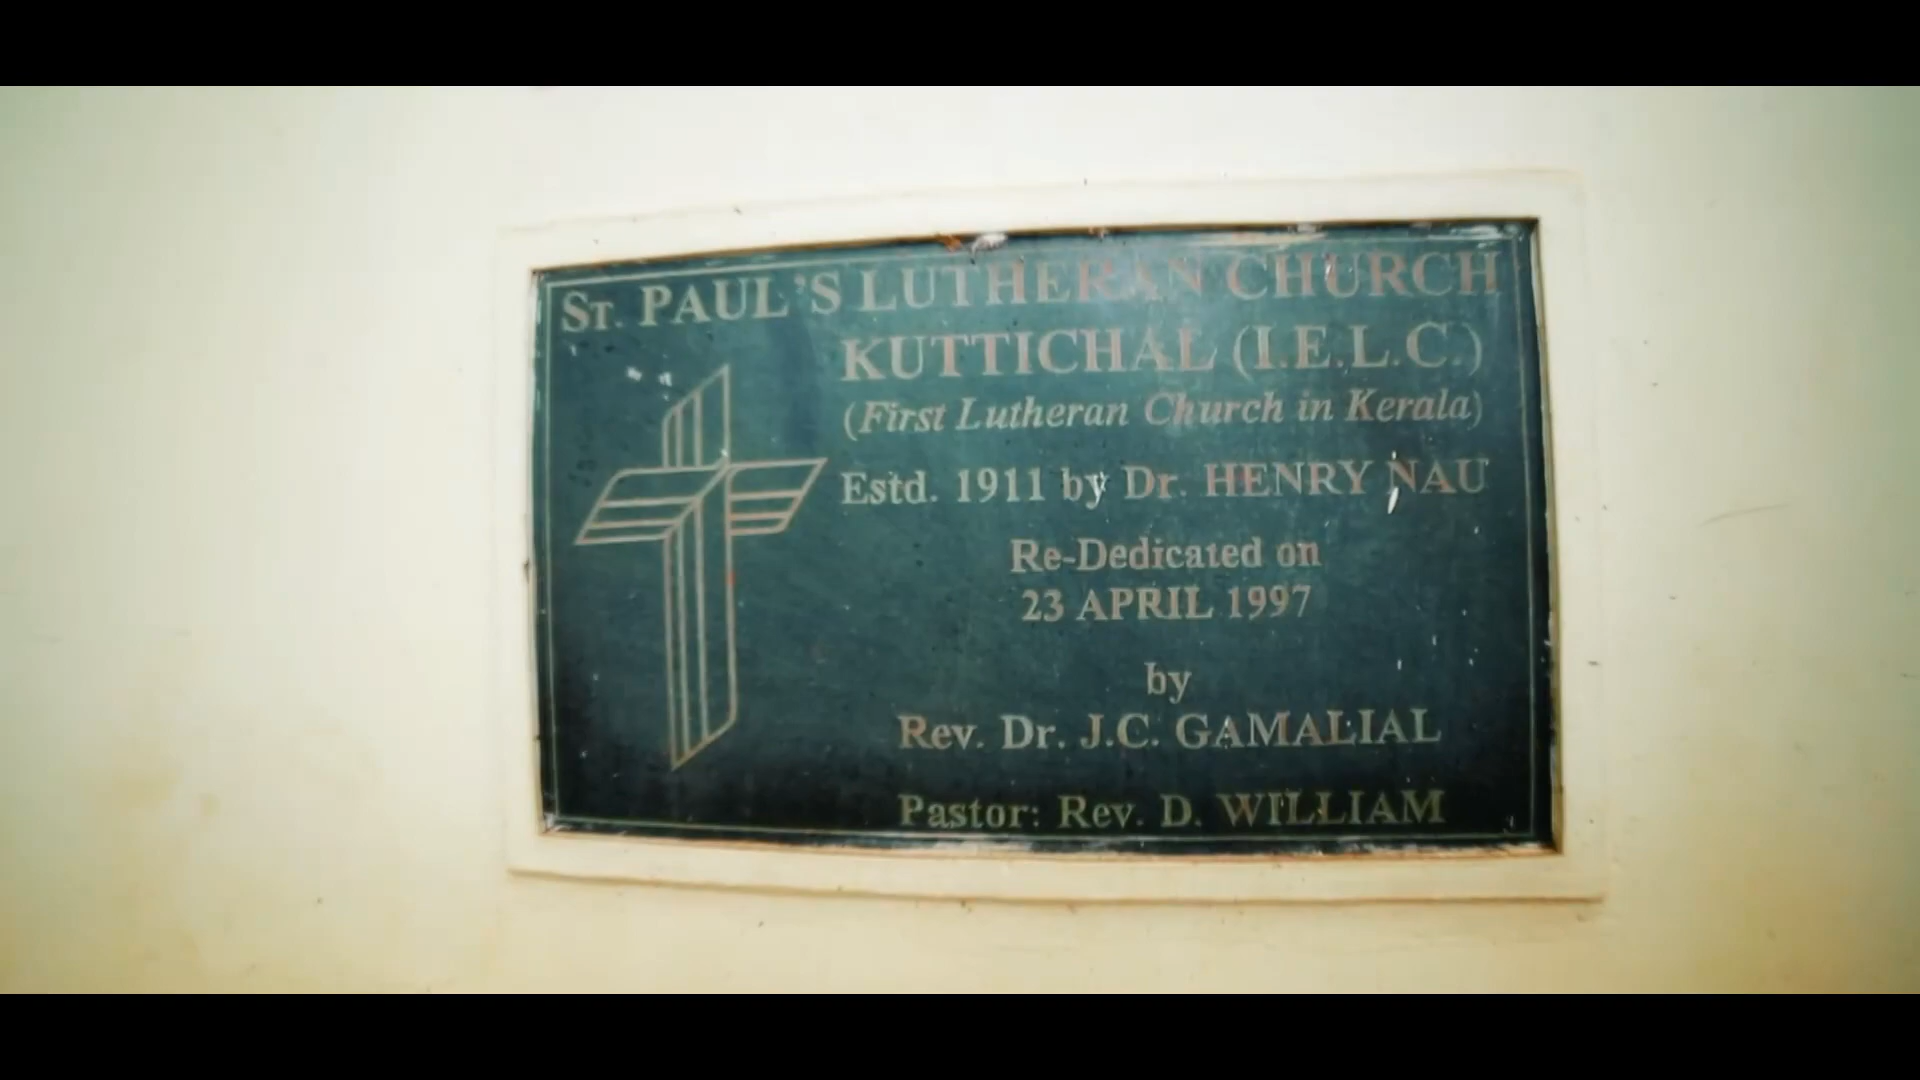 St. PAUL'S LUTHERAN CHURCH
KUTTICHAL (I.E.L.C.)
(First Lutheran Church in Kerala)
Estd. 1911 by Dr. HENRY NAU
Re-Dedicated on
23 APRIL 1997
by
Rev. Dr. J.C. GAMALIAL
Pastor: Rev. D. WILLIAM